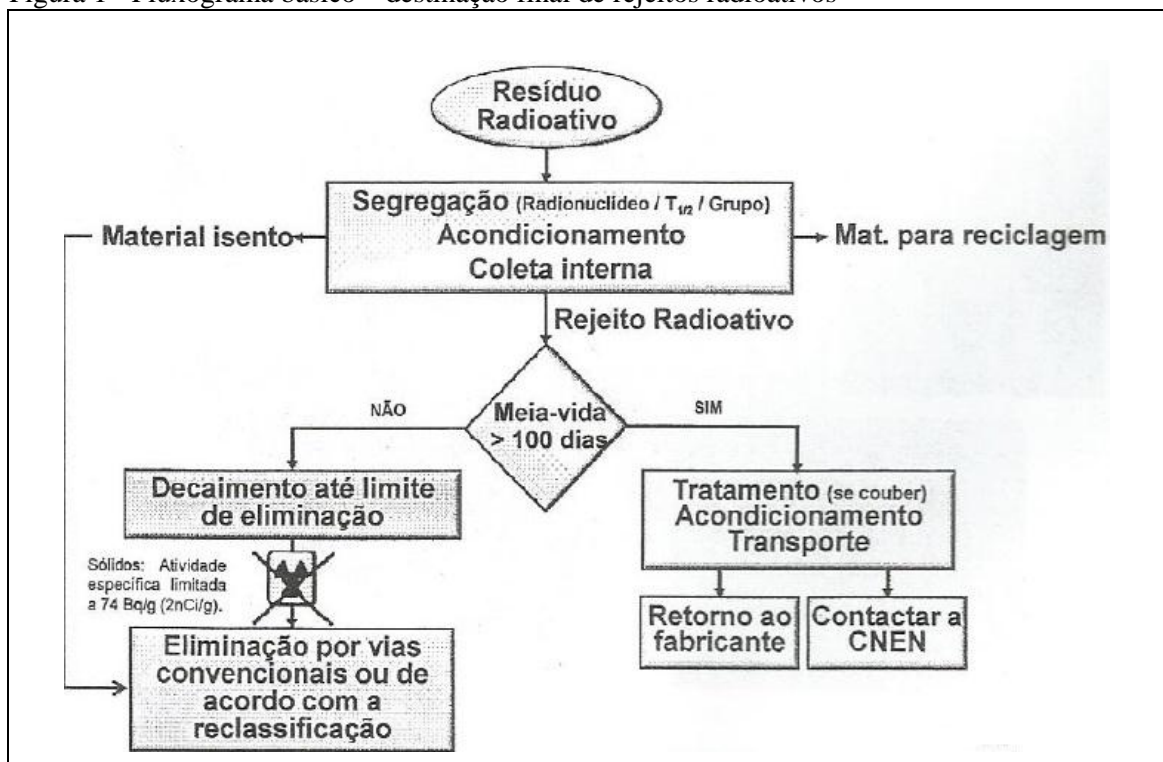 Figura 1 - Fluxograma básico – destinação final de rejeitos radioativos
Resíduo
Radioativo
Segregação (Radionuclídeo / T1/2 / Grupo)
Acondicionamento
Coleta interna
Material isento
Mat. para reciclagem
Rejeito Radioativo
Meia-vida
> 100 dias
NÃO
SIM
Decaimento até limite
de eliminação
Tratamento (se couber)
Acondicionamento
Transporte
Sólidos: Atividade
específica limitada
a 74 Bq/g (2nCi/g).
Retorno ao
fabricante
Contactar a
CNEN
Eliminação por vias
convencionais ou de
acordo com a
reclassificação